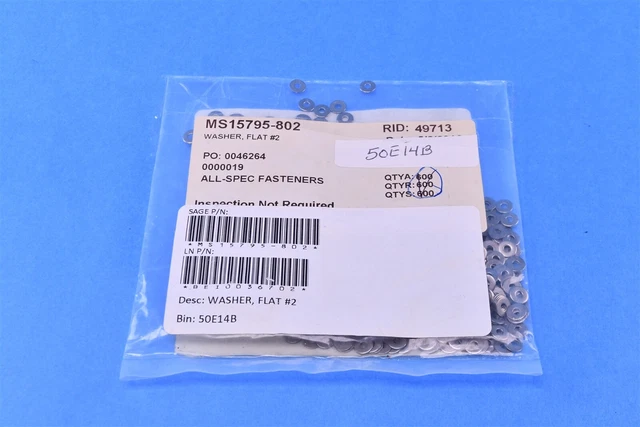 MS15795-802
WASHER, FLAT #2
RID: 49713
50E14B
PO: 0046264
0000019
ALL-SPEC FASTENERS
QTYA: 600
QTYR: 600
QTYS: 600
Inspection Not Required
SAGE P/N:
*MS15795-802*
LN P/N:
*BE10036702*
Desc: WASHER, FLAT #2
Bin: 50E14B